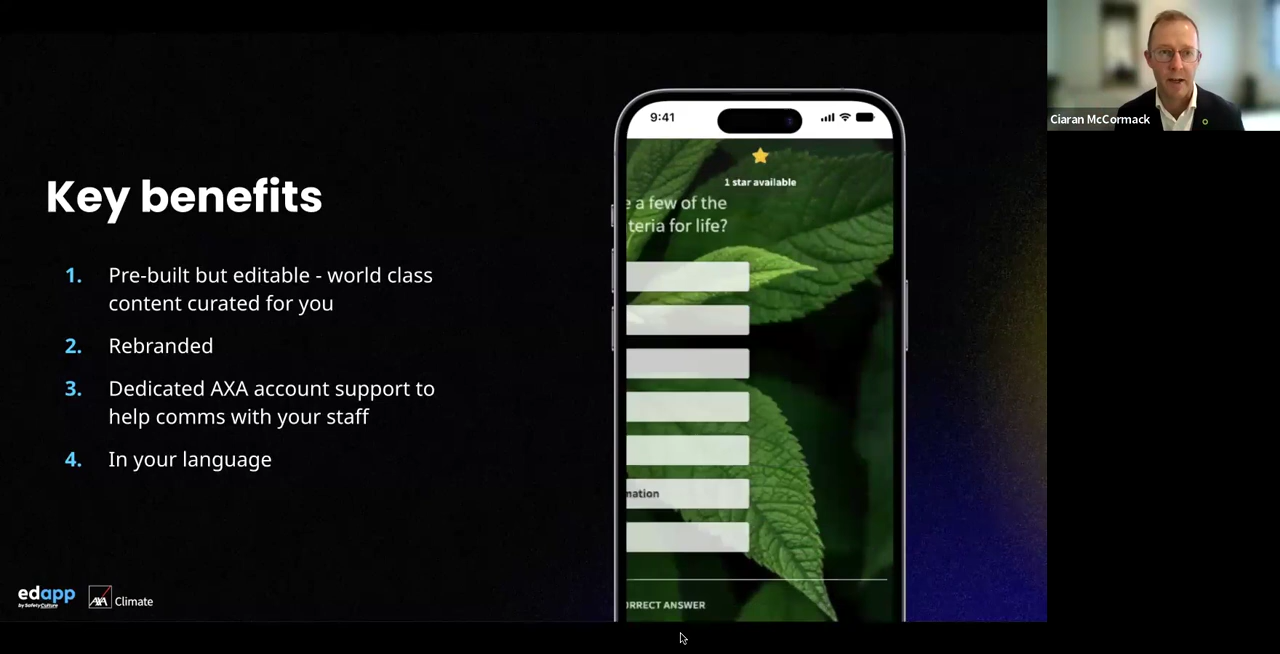 Key benefits
1. Pre-built but editable - world class
content curated for you
2. Rebranded
3. Dedicated AXA account support to
help comms with your staff
4. In your language
edapp
by SafetyCulture
AXA Climate
9:41
1 star available
e a few of the
teria for life?
mation
ORRECT ANSWER
Ciaran McCormack